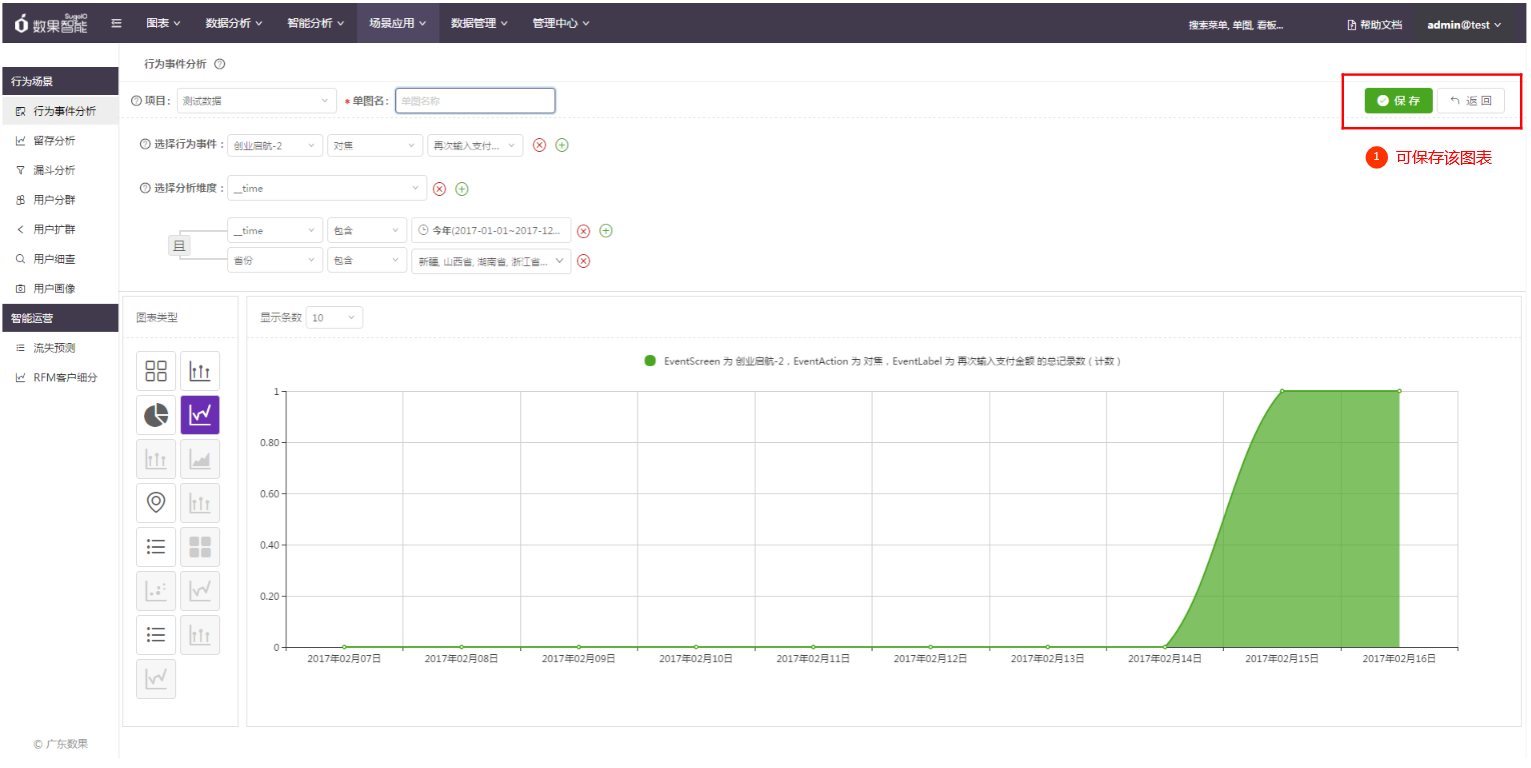 数果智能 SugoIO 图表 数据分析 智能分析 场景应用 数据管理 管理中心 搜索菜单, 单图, 看板... 帮助文档 admin@test
行为场景
行为事件分析
留存分析
漏斗分析
用户分群
用户扩群
用户细查
用户画像
智能运营
流失预测
RFM客户细分
© 广东数果
行为事件分析
项目： 测试数据 * 单图名： 单图名称 保存 返回
1 可保存该图表
选择行为事件： 创业启航-2 对焦 再次输入支付...
选择分析维度： __time
且
__time 包含 今年(2017-01-01~2017-12...
省份 包含 新疆, 山西省, 湖南省, 浙江省...
图表类型
显示条数 10
EventScreen 为 创业启航-2，EventAction 为 对焦，EventLabel 为 再次输入支付金额 的总记录数（计数）
1
0.80
0.60
0.40
0.20
0
2017年02月07日 2017年02月08日 2017年02月09日 2017年02月10日 2017年02月11日 2017年02月12日 2017年02月13日 2017年02月14日 2017年02月15日 2017年02月16日